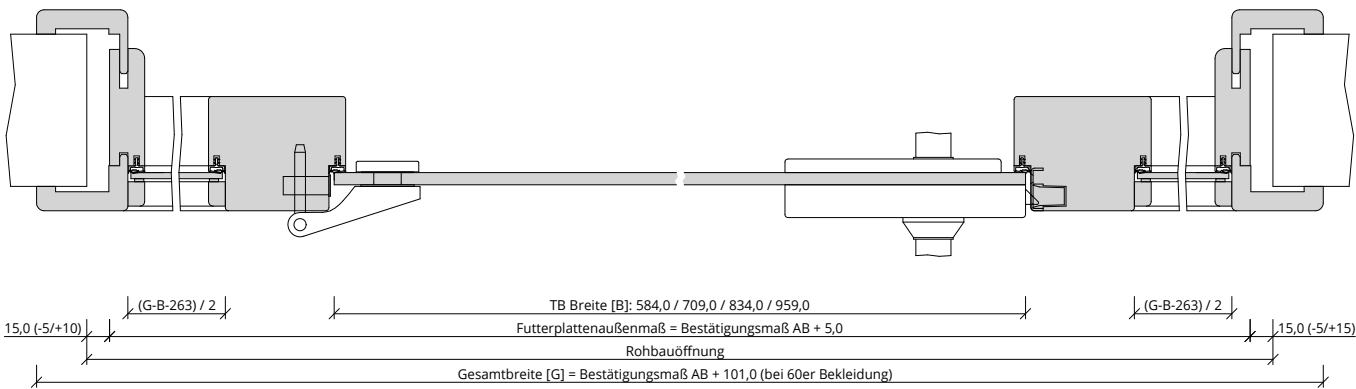 (G-B-263) / 2 TB Breite [B]: 584,0 / 709,0 / 834,0 / 959,0 (G-B-263) / 2
15,0 (-5/+10) Futterplattenaußenmaß = Bestätigungsmaß AB + 5,0 15,0 (-5/+15)
Rohbauöffnung
Gesamtbreite [G] = Bestätigungsmaß AB + 101,0 (bei 60er Bekleidung)